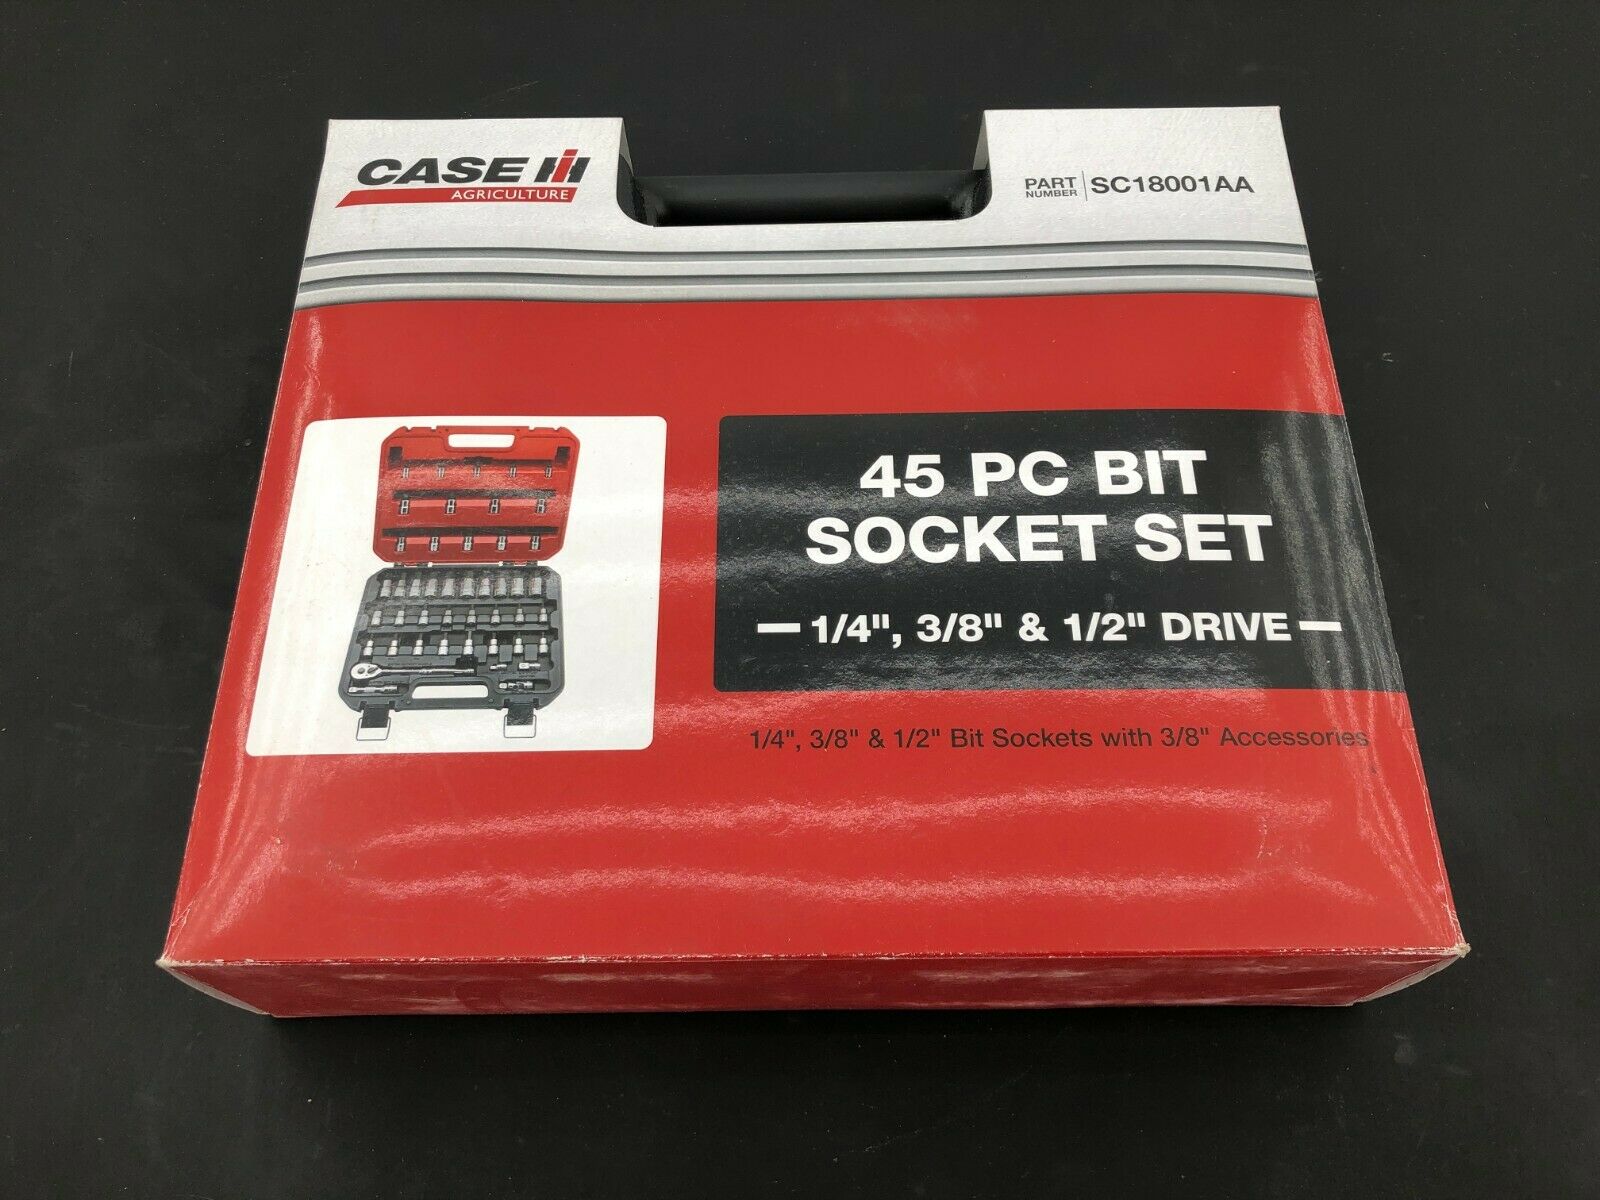 CASE IH
AGRICULTURE
PART NUMBER SC18001AA
45 PC BIT
SOCKET SET
1/4", 3/8" & 1/2" DRIVE
1/4", 3/8" & 1/2" Bit Sockets with 3/8" Accessories